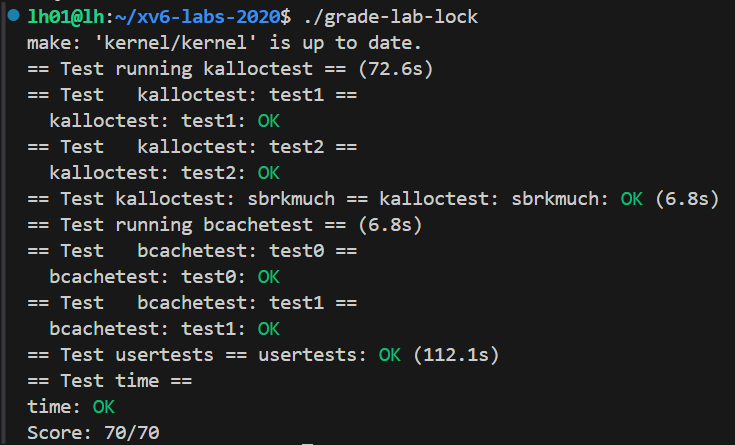 lh01@lh:~/xv6-labs-2020$ ./grade-lab-lock
make: 'kernel/kernel' is up to date.
== Test running kalloctest == (72.6s)
== Test   kalloctest: test1 ==
  kalloctest: test1: OK
== Test   kalloctest: test2 ==
  kalloctest: test2: OK
== Test kalloctest: sbrkmuch == kalloctest: sbrkmuch: OK (6.8s)
== Test running bcachetest == (6.8s)
== Test   bcachetest: test0 ==
  bcachetest: test0: OK
== Test   bcachetest: test1 ==
  bcachetest: test1: OK
== Test usertests == usertests: OK (112.1s)
== Test time ==
time: OK
Score: 70/70